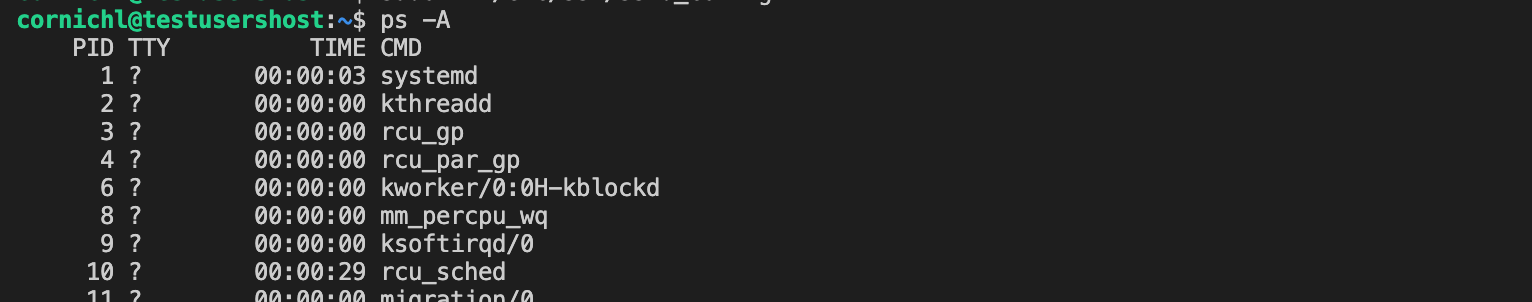 cornichl@testusershost:~$ ps -A
PID TTY TIME CMD
1 ? 00:00:03 systemd
2 ? 00:00:00 kthreadd
3 ? 00:00:00 rcu_gp
4 ? 00:00:00 rcu_par_gp
6 ? 00:00:00 kworker/0:0H-kblockd
8 ? 00:00:00 mm_percpu_wq
9 ? 00:00:00 ksoftirqd/0
10 ? 00:00:29 rcu_sched
11 ? 00:00:00 migration/0